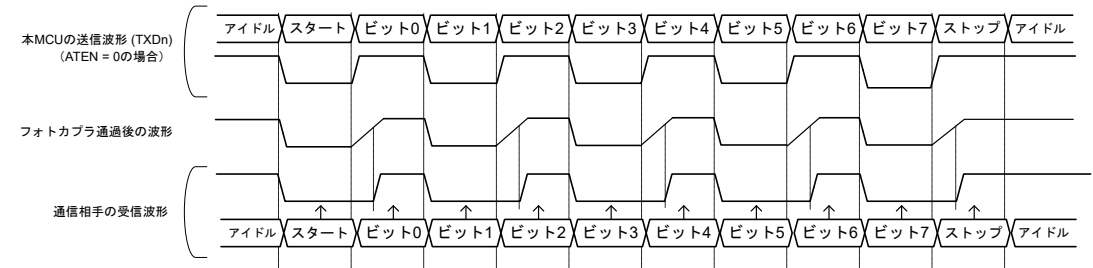 アイドル スタート ビット0 ビット1 ビット2 ビット3 ビット4 ビット5 ビット6 ビット7 ストップ アイドル
本MCUの送信波形 (TXDn)
（ATEN = 0の場合）
フォトカプラ通過後の波形
通信相手の受信波形
アイドル スタート ビット0 ビット1 ビット2 ビット3 ビット4 ビット5 ビット6 ビット7 ストップ アイドル